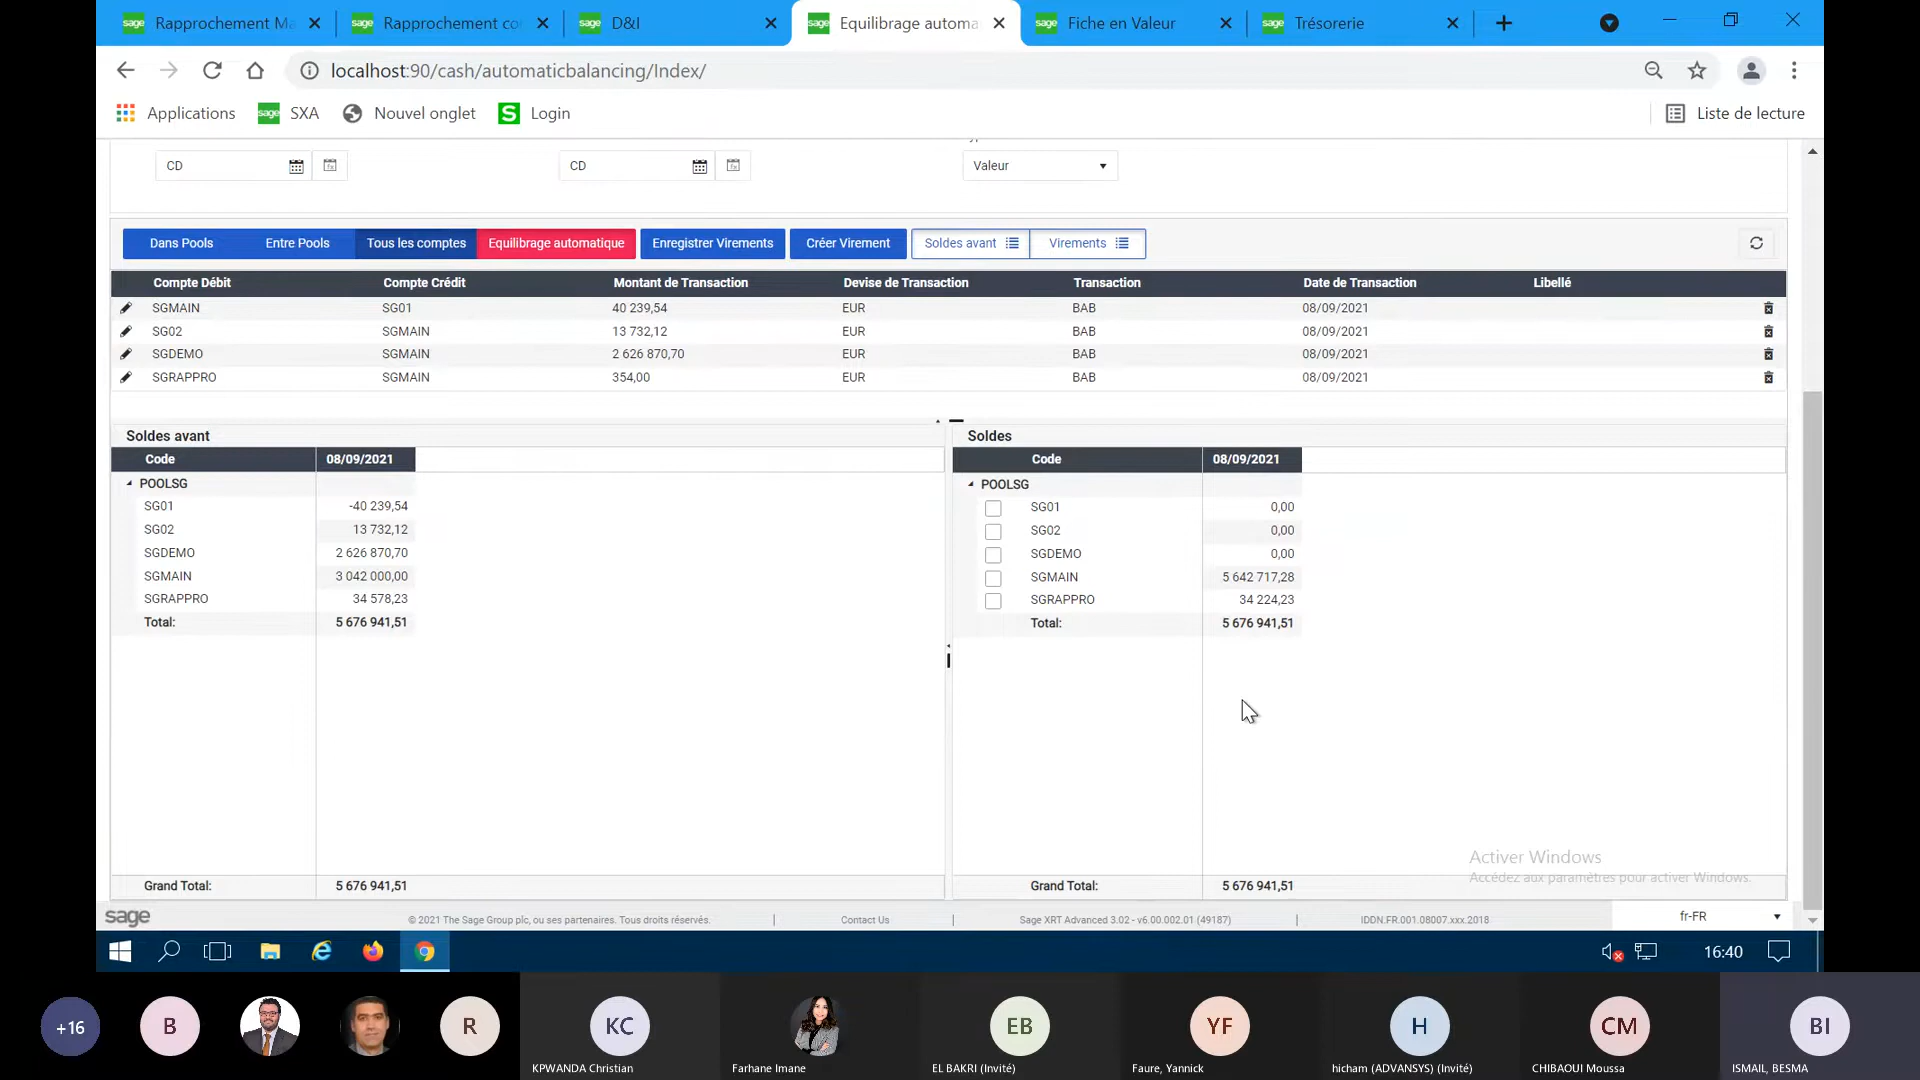 sage Rapprochement Ma sage Rapprochement co sage D&I sage Equilibrage automa sage Fiche en Valeur sage Trésorerie
localhost:90/cash/automaticbalancing/Index/
Applications sage SXA Nouvel onglet S Login Liste de lecture
CD CD Valeur
Dans Pools Entre Pools Tous les comptes Equilibrage automatique Enregistrer Virements Créer Virement Soldes avant Virements
Compte Débit Compte Crédit Montant de Transaction Devise de Transaction Transaction Date de Transaction Libellé
SGMAIN SG01 40 239,54 EUR BAB 08/09/2021
SG02 SGMAIN 13 732,12 EUR BAB 08/09/2021
SGDEMO SGMAIN 2 626 870,70 EUR BAB 08/09/2021
SGRAPPRO SGMAIN 354,00 EUR BAB 08/09/2021
Soldes avant
Code 08/09/2021
POOLSG
SG01 -40 239,54
SG02 13 732,12
SGDEMO 2 626 870,70
SGMAIN 3 042 000,00
SGRAPPRO 34 578,23
Total: 5 676 941,51
Grand Total: 5 676 941,51
Soldes
Code 08/09/2021
POOLSG
SG01 0,00
SG02 0,00
SGDEMO 0,00
SGMAIN 5 642 717,28
SGRAPPRO 34 224,23
Total: 5 676 941,51
Grand Total: 5 676 941,51
Activer Windows
Accédez aux paramètres pour activer Windows.
sage © 2021 The Sage Group plc, ou ses partenaires. Tous droits réservés. | Contact Us | Sage XRT Advanced 3.02 - v6.00.002.01 (49187) | IDDN.FR.001.08007.xxx.2018 fr-FR
16:40
+16 B R KC EB YF H CM BI
KPWANDA Christian Farhane Imane EL BAKRI (Invité) Faure, Yannick hicham (ADVANSYS) (Invité) CHIBAOUI Moussa ISMAIL, BESMA